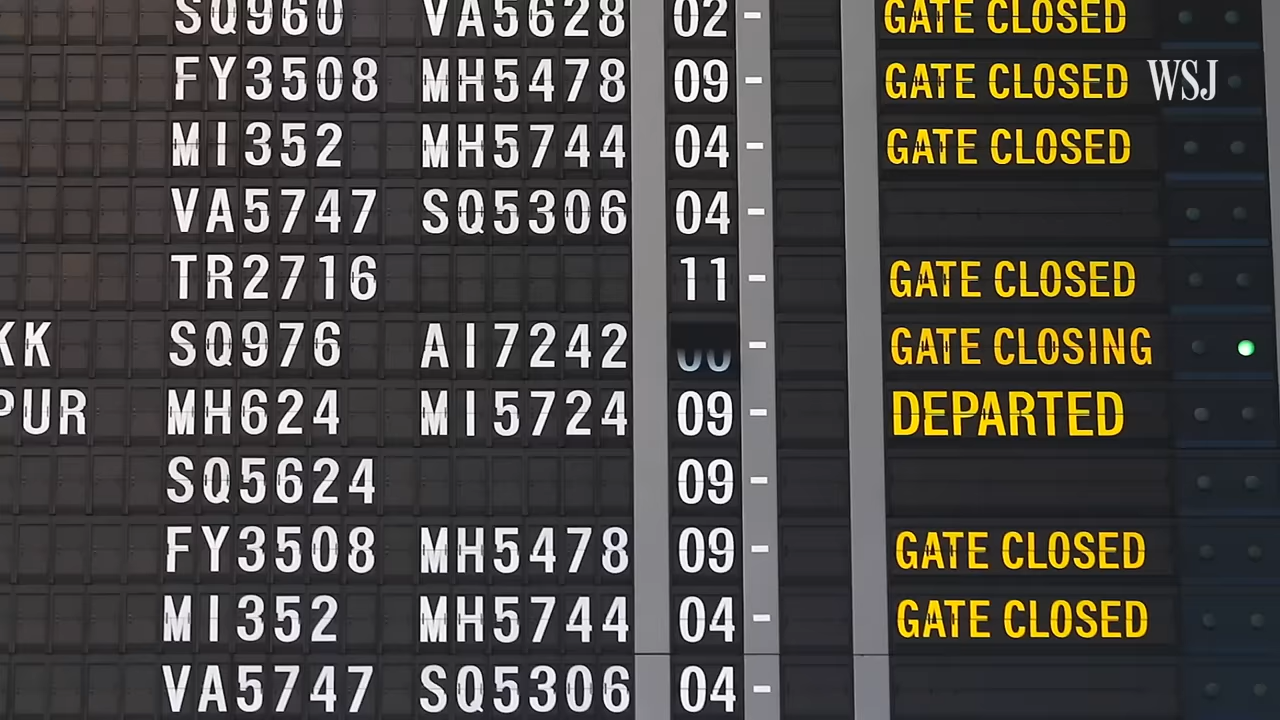 SQ960 VA5628 02 - GATE CLOSED
FY3508 MH5478 09 - GATE CLOSED WSJ
MI352 MH5744 04 - GATE CLOSED
VA5747 SQ5306 04 -
TR2716 11 - GATE CLOSED
KK SQ976 AI7242 - GATE CLOSING
PUR MH624 MI5724 09 - DEPARTED
SQ5624 09 -
FY3508 MH5478 09 - GATE CLOSED
MI352 MH5744 04 - GATE CLOSED
VA5747 SQ5306 04 -